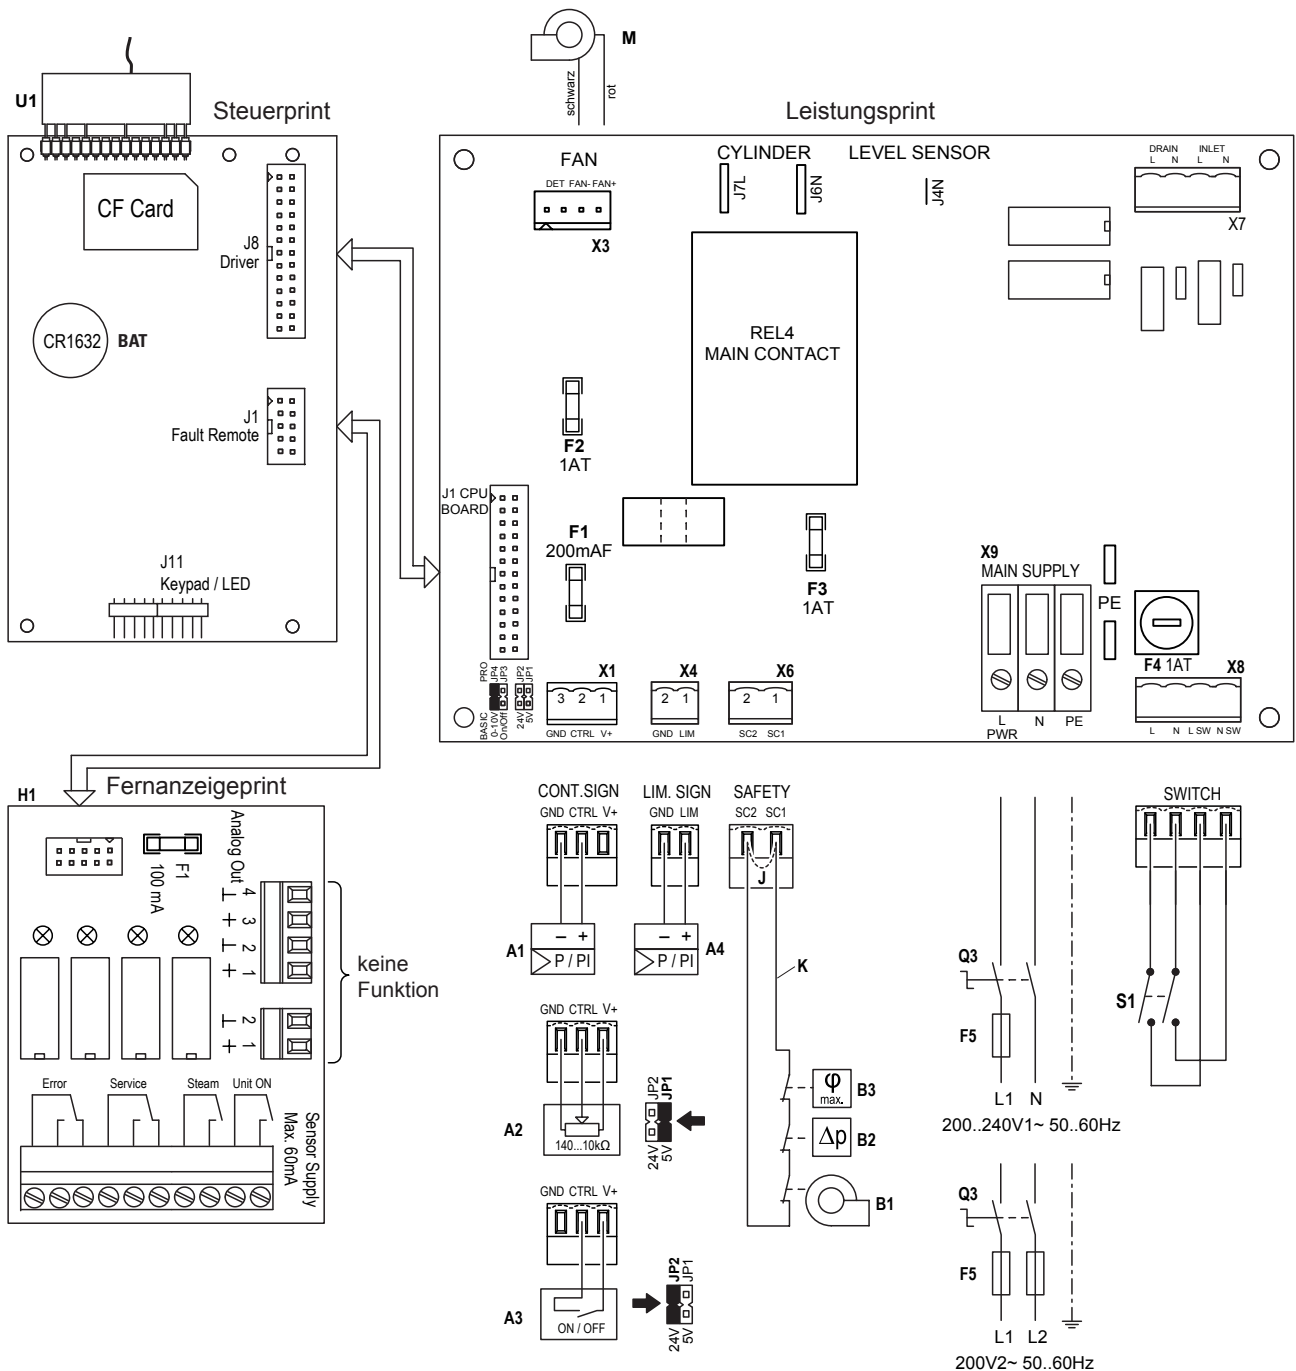 M
schwarz
rot
U1
Steuerprint
Leistungsprint
CF Card
J8
Driver
CR1632
BAT
J1
Fault Remote
J11
Keypad / LED
FAN
DET FAN- FAN+
X3
CYLINDER
J7L
J6N
LEVEL SENSOR
J4N
DRAIN INLET
L N L N
X7
REL4
MAIN CONTACT
F2
1AT
J1 CPU
BOARD
F1
200mAF
F3
1AT
X9
MAIN SUPPLY
PE
L N PE
PWR
F4 1AT
X8
L N L SW N SW
PRO
JP4
JP3
JP2
JP1
BASIC
0-10V
On/Off
24V
5V
X1
3 2 1
GND CTRL V+
X4
2 1
GND LIM
X6
2 1
SC2 SC1
H1
Fernanzeigeprint
F1
100 mA
Analog Out
⊥ 4
+ 3
⊥ 2
+ 1
⊥ 2
+ 1
keine
Funktion
Error Service Steam Unit ON
Sensor Supply
Max. 60mA
CONT.SIGN
GND CTRL V+
A1
– +
P / PI
LIM. SIGN
GND LIM
– +
P / PI
A4
SAFETY
SC2 SC1
J
K
GND CTRL V+
A2
140...10kΩ
JP2
JP1
24V
5V
φ
max.
B3
Δp
B2
B1
GND CTRL V+
A3
ON / OFF
JP2
JP1
24V
5V
Q3
F5
L1 N
200..240V1~ 50..60Hz
Q3
F5
L1 L2
200V2~ 50..60Hz
SWITCH
S1